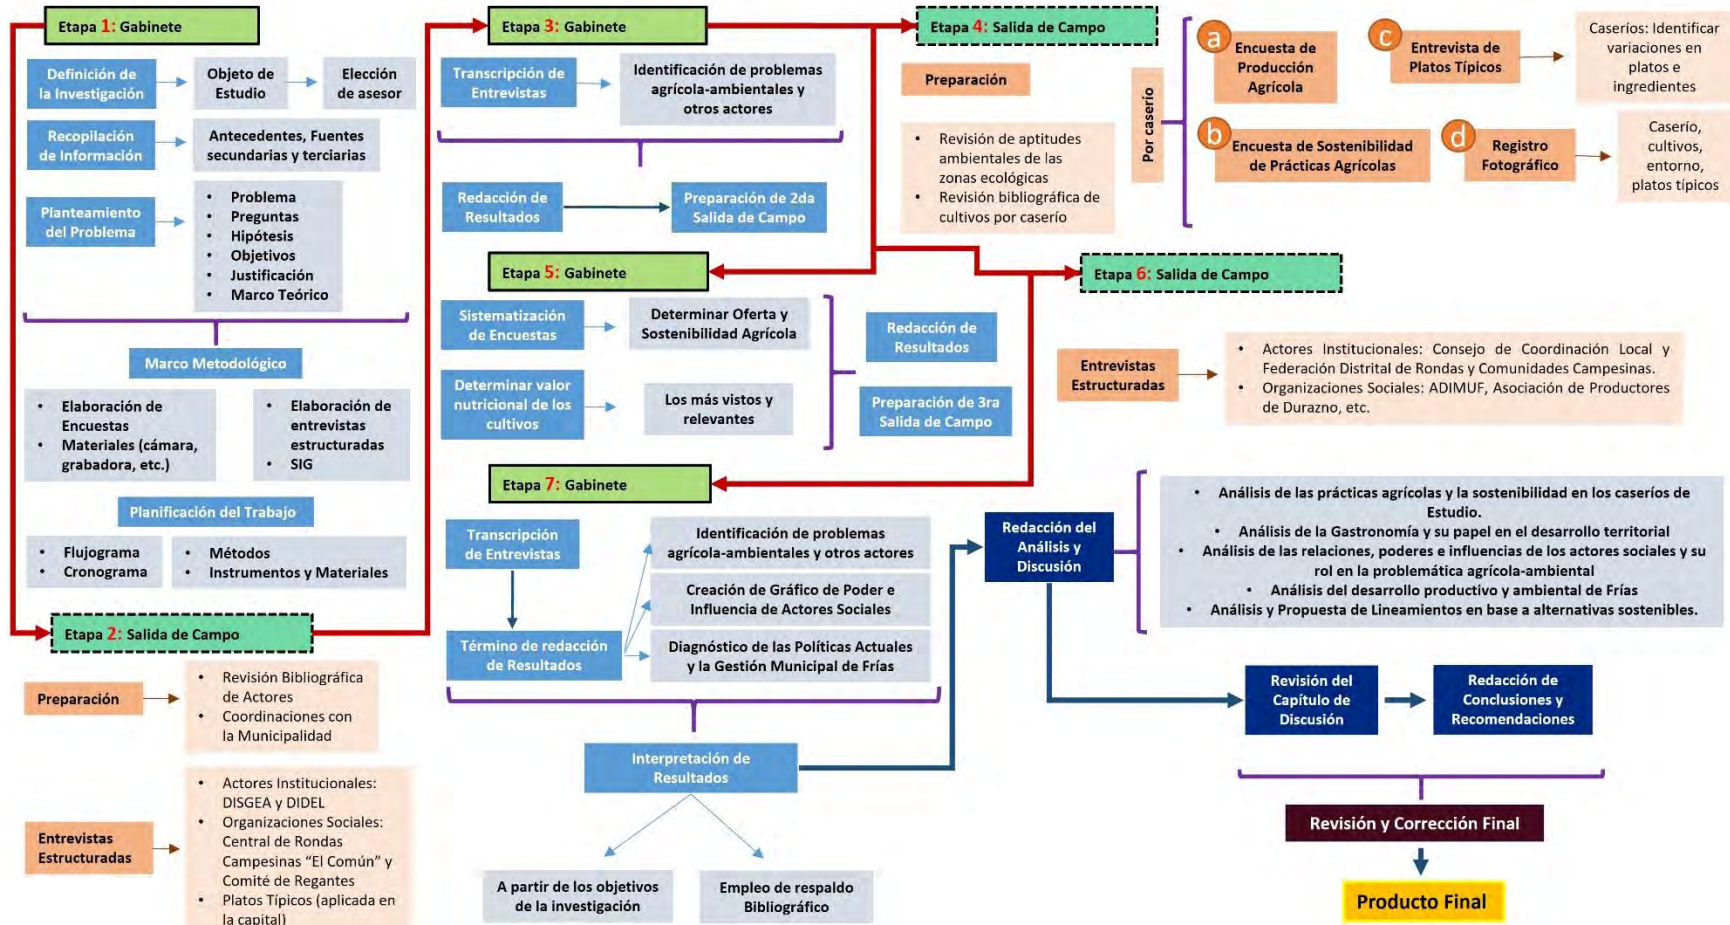 Etapa 1: Gabinete
Definición de
la Investigación
Objeto de
Estudio
Elección
de asesor
Recopilación
de Información
Antecedentes, Fuentes
secundarias y terciarias
Planteamiento
del Problema
• Problema
• Preguntas
• Hipótesis
• Objetivos
• Justificación
• Marco Teórico
Marco Metodológico
• Elaboración de
Encuestas
• Materiales (cámara,
grabadora, etc.)
• Elaboración de
entrevistas
estructuradas
• SIG
Planificación del Trabajo
• Flujograma
• Cronograma
• Métodos
• Instrumentos y Materiales
Etapa 2: Salida de Campo
Preparación
• Revisión Bibliográfica
de Actores
• Coordinaciones con
la Municipalidad
Entrevistas
Estructuradas
• Actores Institucionales:
DISGEA y DIDEL
• Organizaciones Sociales:
Central de Rondas
Campesinas “El Común” y
Comité de Regantes
• Platos Típicos (aplicada en
la capital)
Etapa 3: Gabinete
Transcripción de
Entrevistas
Identificación de problemas
agrícola-ambientales y
otros actores
Redacción de
Resultados
Preparación de 2da
Salida de Campo
Etapa 4: Salida de Campo
Preparación
• Revisión de aptitudes
ambientales de las
zonas ecológicas
• Revisión bibliográfica de
cultivos por caserío
Por caserío
a
Encuesta de
Producción
Agrícola
b
Encuesta de Sostenibilidad
de Prácticas Agrícolas
c
Entrevista de
Platos Típicos
Caseríos: Identificar
variaciones en
platos e
ingredientes
d
Registro
Fotográfico
Caserío,
cultivos,
entorno,
platos típicos
Etapa 5: Gabinete
Sistematización
de Encuestas
Determinar Oferta y
Sostenibilidad Agrícola
Determinar valor
nutricional de los
cultivos
Los más vistos y
relevantes
Redacción de
Resultados
Preparación de 3ra
Salida de Campo
Etapa 6: Salida de Campo
Entrevistas
Estructuradas
• Actores Institucionales: Consejo de Coordinación Local y
Federación Distrital de Rondas y Comunidades Campesinas.
• Organizaciones Sociales: ADIMUF, Asociación de Productores
de Durazno, etc.
Etapa 7: Gabinete
Transcripción
de Entrevistas
Término de redacción
de Resultados
Identificación de problemas
agrícola-ambientales y otros actores
Creación de Gráfico de Poder e
Influencia de Actores Sociales
Diagnóstico de las Políticas Actuales
y la Gestión Municipal de Frías
Interpretación de
Resultados
A partir de los objetivos
de la investigación
Empleo de respaldo
Bibliográfico
Redacción del
Análisis y
Discusión
• Análisis de las prácticas agrícolas y la sostenibilidad en los caseríos de
Estudio.
• Análisis de la Gastronomía y su papel en el desarrollo territorial
• Análisis de las relaciones, poderes e influencias de los actores sociales y su
rol en la problemática agrícola-ambiental
• Análisis del desarrollo productivo y ambiental de Frías
• Análisis y Propuesta de Lineamientos en base a alternativas sostenibles.
Revisión del
Capítulo de
Discusión
Redacción de
Conclusiones y
Recomendaciones
Revisión y Corrección Final
Producto Final